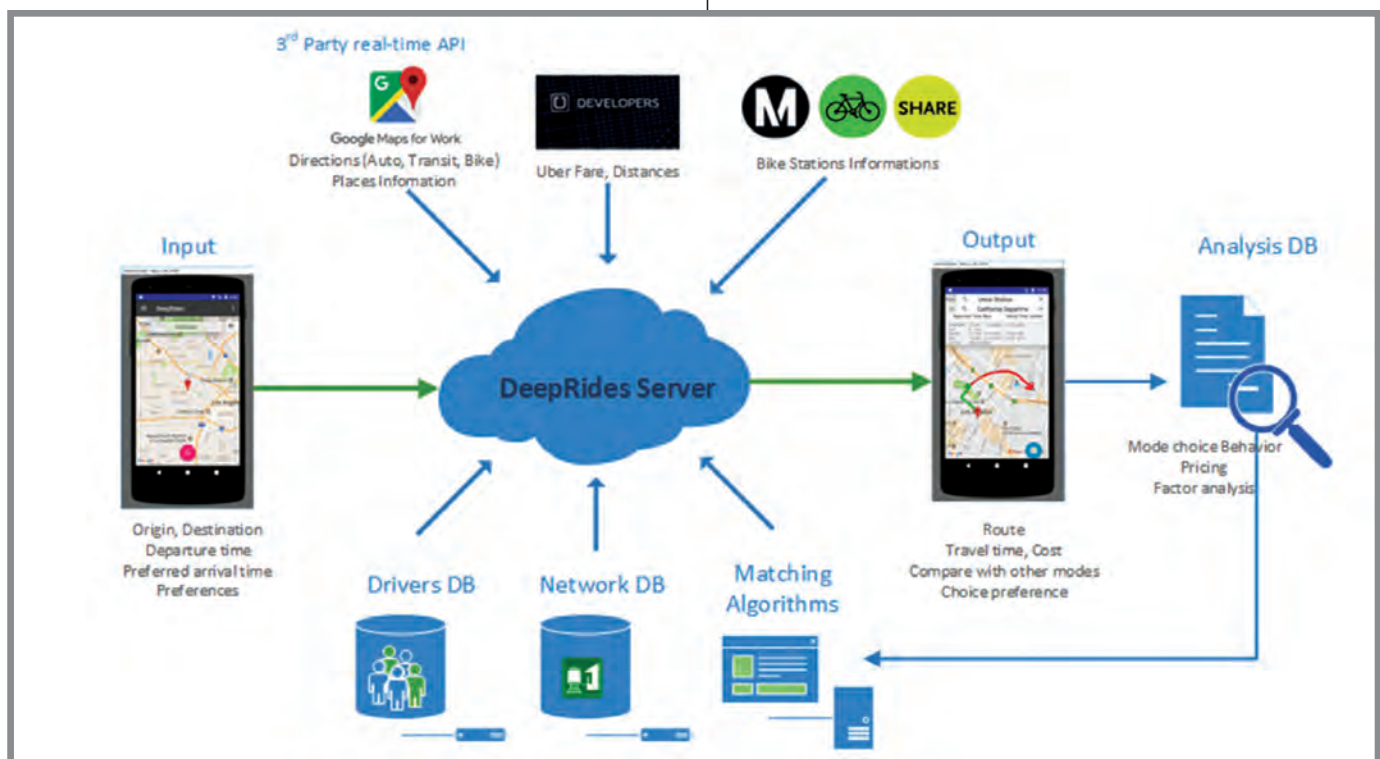 3rd Party real-time API
G
Google Maps for Work
Directions (Auto, Transit, Bike)
Places Infomation
DEVELOPERS
Uber Fare, Distances
M
SHARE
Bike Stations Informations
Input
DeepRides
Origin, Destination
Departure time
Preferred arrival time
Preferences
DeepRides Server
Output
Union Station
Route
Travel time, Cost
Compare with other modes
Choice preference
Analysis DB
Mode choice Behavior
Pricing
Factor analysis
Drivers DB
Network DB
Matching
Algorithms